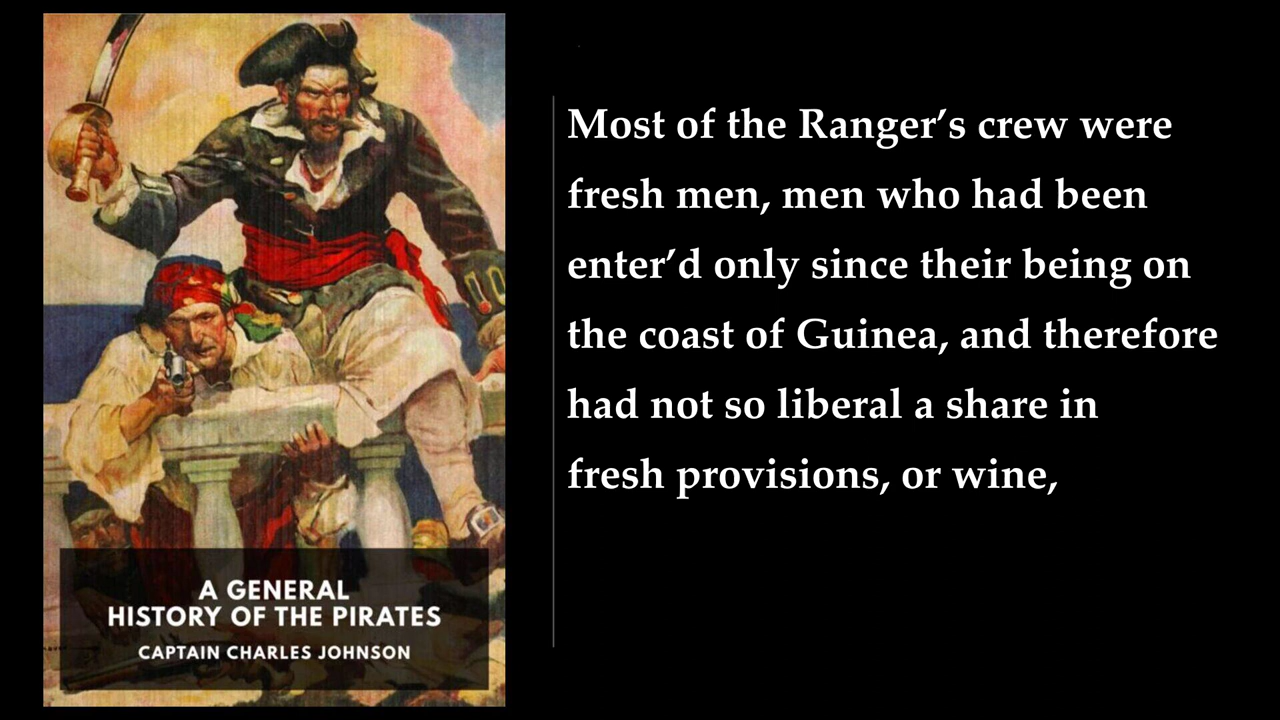 A GENERAL
HISTORY OF THE PIRATES
CAPTAIN CHARLES JOHNSON
Most of the Ranger’s crew were
fresh men, men who had been
enter’d only since their being on
the coast of Guinea, and therefore
had not so liberal a share in
fresh provisions, or wine,